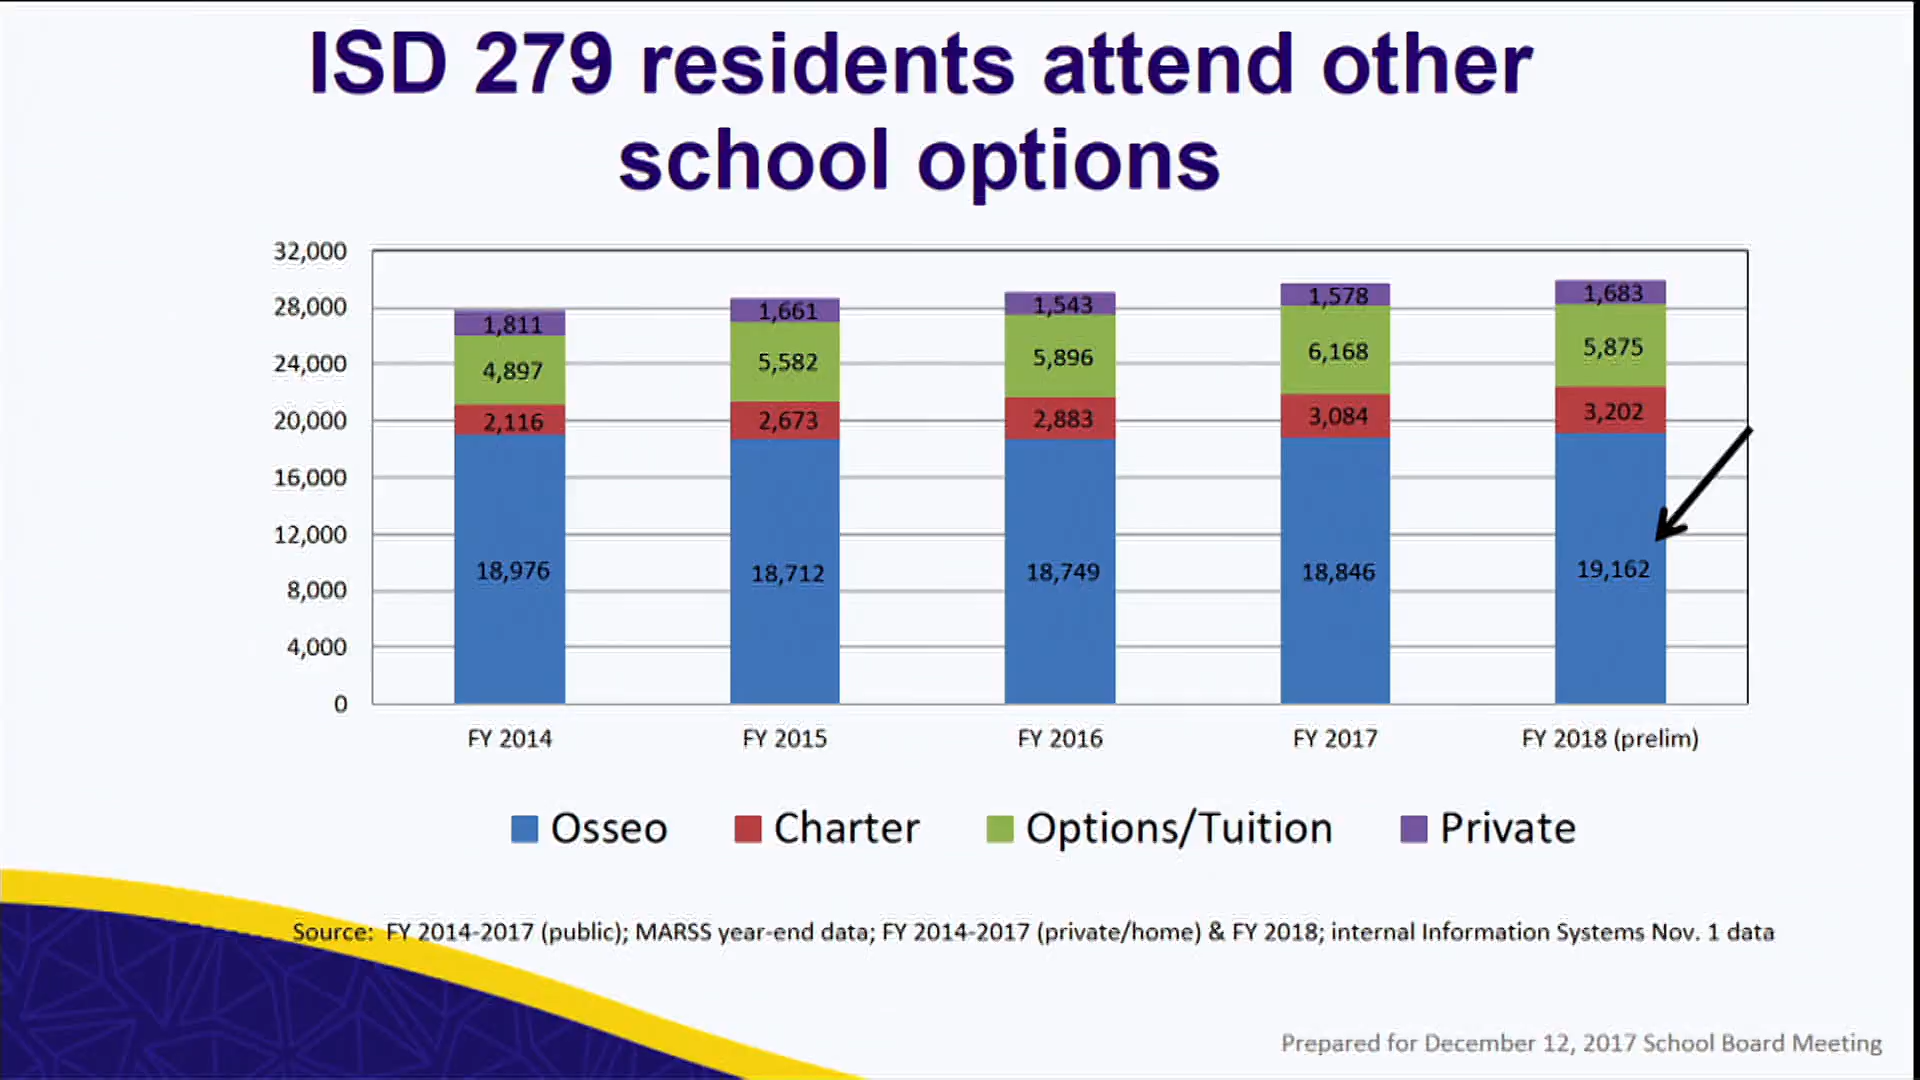 ISD 279 residents attend other
school options
32,000
28,000
24,000
20,000
16,000
12,000
8,000
4,000
0
1,811
4,897
2,116
18,976
1,661
5,582
2,673
18,712
1,543
5,896
2,883
18,749
1,578
6,168
3,084
18,846
1,683
5,875
3,202
19,162
FY 2014
FY 2015
FY 2016
FY 2017
FY 2018 (prelim)
Osseo
Charter
Options/Tuition
Private
Source:  FY 2014-2017 (public); MARSS year-end data; FY 2014-2017 (private/home) & FY 2018; internal Information Systems Nov. 1 data
Prepared for December 12, 2017 School Board Meeting